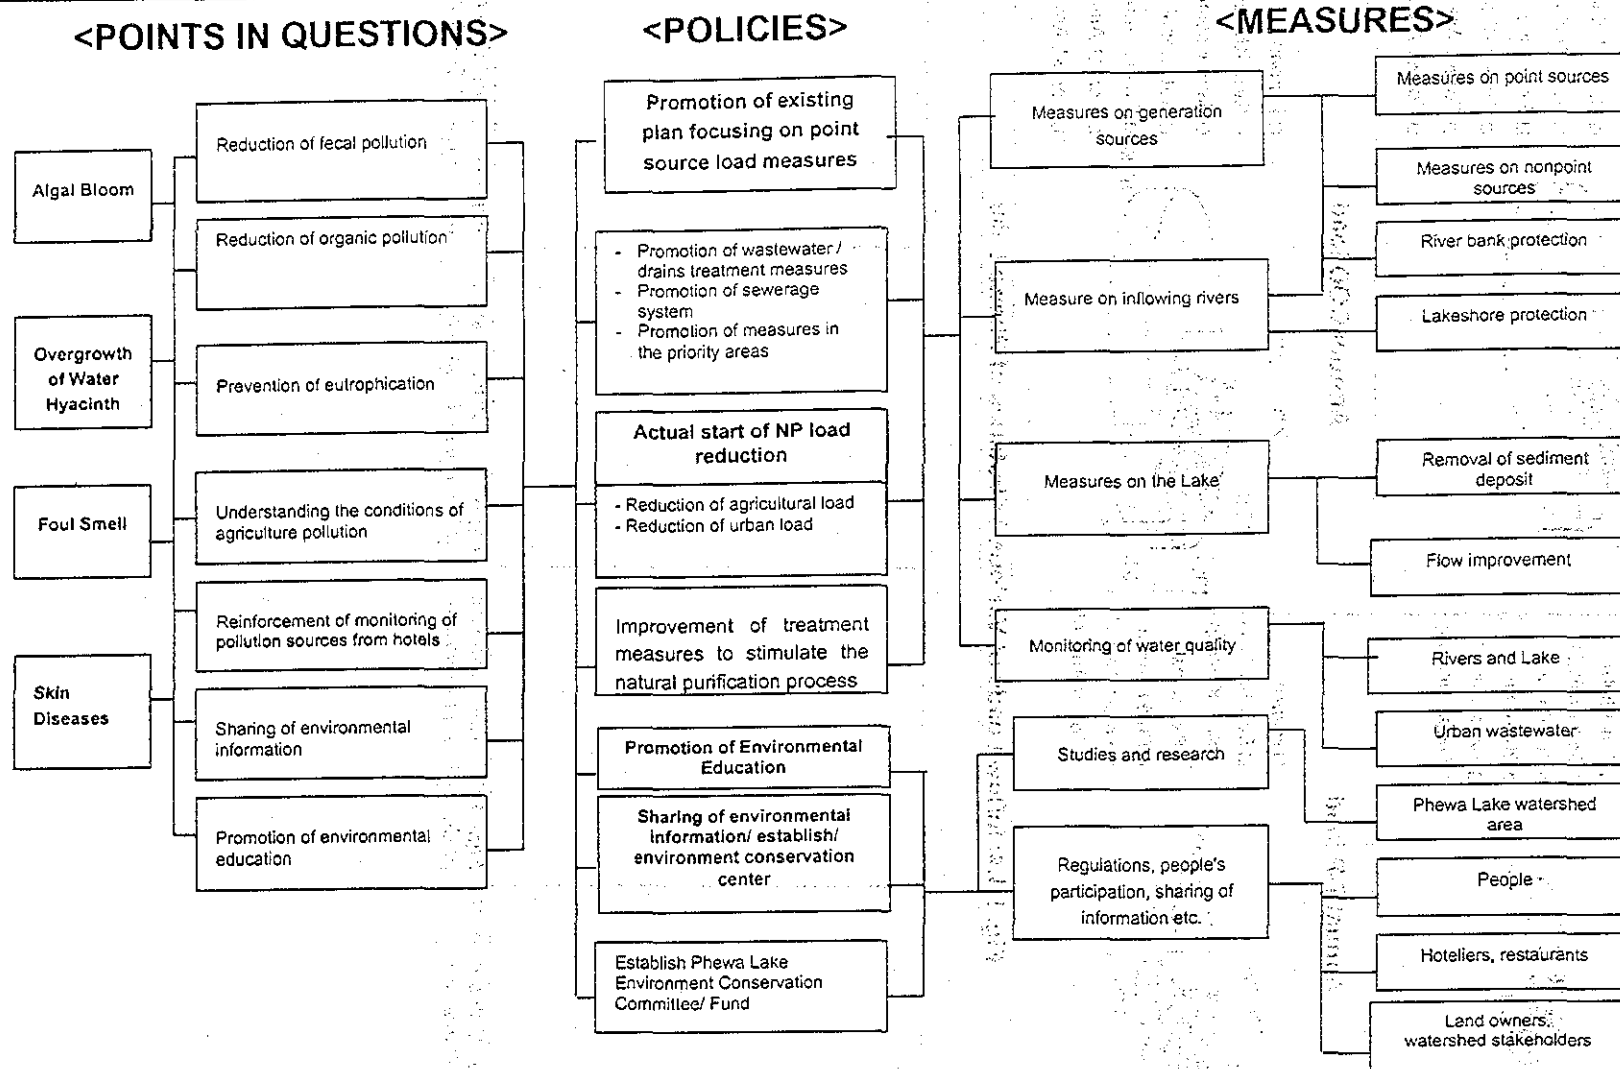 <POINTS IN QUESTIONS>
<POLICIES>
<MEASURES>
Algal Bloom
Overgrowth
of Water
Hyacinth
Foul Smell
Skin
Diseases
Reduction of fecal pollution
Reduction of organic pollution
Prevention of eutrophication
Understanding the conditions of
agriculture pollution
Reinforcement of monitoring of
pollution sources from hotels
Sharing of environmental
information
Promotion of environmental
education
Promotion of existing
plan focusing on point
source load measures
- Promotion of wastewater /
drains treatment measures
- Promotion of sewerage
system
- Promotion of measures in
the priority areas
Actual start of NP load
reduction
- Reduction of agricultural load
- Reduction of urban load
Improvement of treatment
measures to stimulate the
natural purification process
Promotion of Environmental
Education
Sharing of environmental
information/ establish/
environment conservation
center
Establish Phewa Lake
Environment Conservation
Committee/ Fund
Measures on generation
sources
Measure on inflowing rivers
Measures on the Lake
Monitoring of water quality
Studies and research
Regulations, people's
participation, sharing of
information etc.
Measures on point sources
Measures on nonpoint
sources
River bank protection
Lakeshore protection
Removal of sediment
deposit
Flow improvement
Rivers and Lake
Urban wastewater
Phewa Lake watershed
area
People
Hoteliers, restaurants
Land owners,
watershed stakeholders